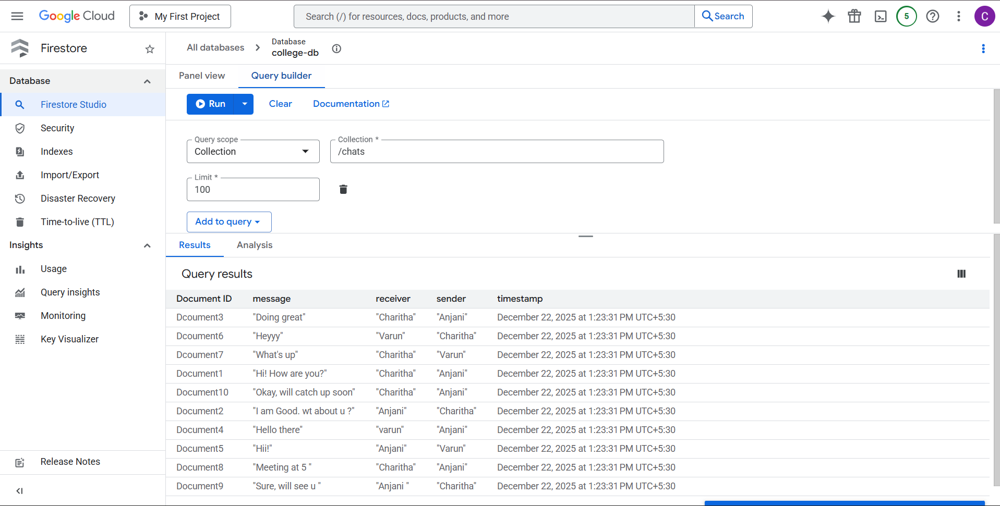 Google Cloud
My First Project
Search (/) for resources, docs, products, and more
Search
5
C
Firestore
All databases
Database
college-db
Database
Panel view
Query builder
Firestore Studio
Run
Clear
Documentation
Security
Query scope
Collection
Collection *
/chats
Indexes
Import/Export
Limit *
100
Disaster Recovery
Time-to-live (TTL)
Add to query
Insights
Results
Analysis
Usage
Query insights
Monitoring
Key Visualizer
Release Notes
Query results
Document ID message receiver sender timestamp
Dcoument3 "Doing great" "Charitha" "Anjani" December 22, 2025 at 1:23:31 PM UTC+5:30
Dcoument6 "Heyyy" "Varun" "Charitha" December 22, 2025 at 1:23:31 PM UTC+5:30
Dcoument7 "What's up" "Charitha" "Varun" December 22, 2025 at 1:23:31 PM UTC+5:30
Document1 "Hi! How are you?" "Charitha" "Anjani" December 22, 2025 at 1:23:31 PM UTC+5:30
Document10 "Okay, will catch up soon" "Charitha" "Anjani" December 22, 2025 at 1:23:31 PM UTC+5:30
Document2 "I am Good. wt about u ?" "Anjani" "Charitha" December 22, 2025 at 1:23:31 PM UTC+5:30
Document4 "Hello there" "varun" "Anjani" December 22, 2025 at 1:23:31 PM UTC+5:30
Document5 "Hii!" "Anjani" "Varun" December 22, 2025 at 1:23:31 PM UTC+5:30
Document8 "Meeting at 5 " "Charitha" "Anjani" December 22, 2025 at 1:23:31 PM UTC+5:30
Document9 "Sure, will see u " "Anjani " "Charitha" December 22, 2025 at 1:23:31 PM UTC+5:30